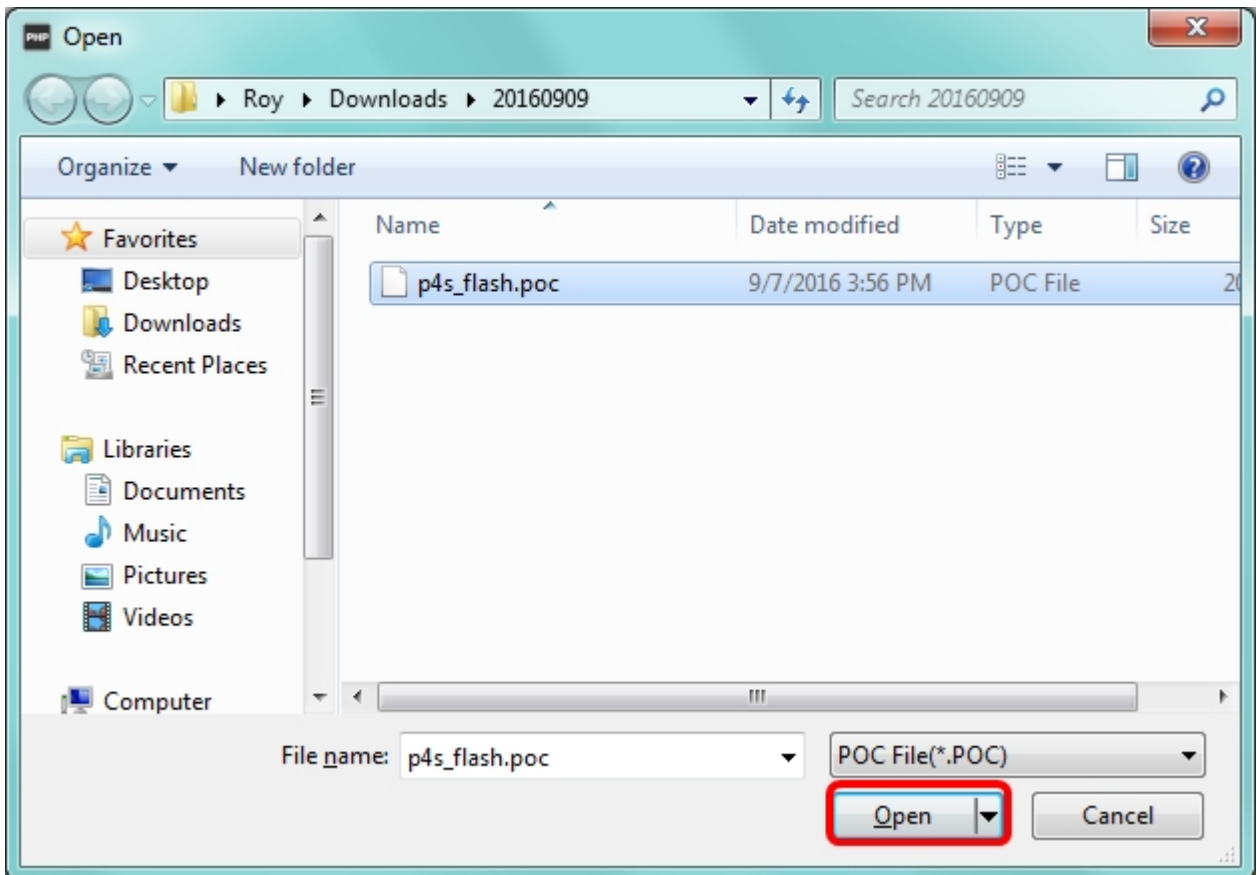 PHP Open
Roy Downloads 20160909 Search 20160909
Organize New folder
Name Date modified Type Size
Favorites
p4s_flash.poc 9/7/2016 3:56 PM POC File
Desktop
Downloads
Recent Places
Libraries
Documents
Music
Pictures
Videos
Computer
File name: p4s_flash.poc POC File(*.POC)
Open Cancel